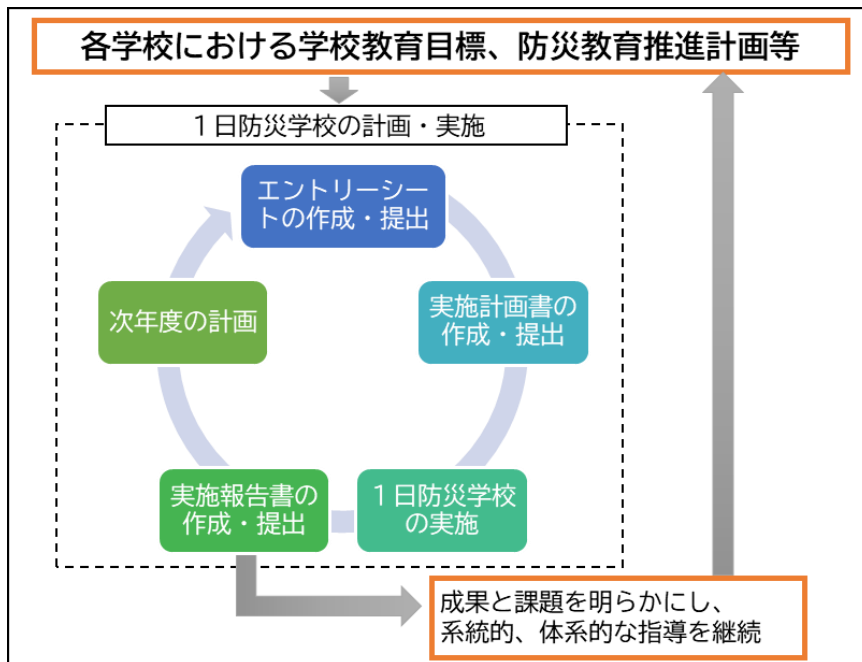 各学校における学校教育目標、防災教育推進計画等
１日防災学校の計画・実施
エントリーシー
トの作成・提出
実施計画書の
作成・提出
１日防災学校
の実施
実施報告書の
作成・提出
次年度の計画
成果と課題を明らかにし、
系統的、体系的な指導を継続